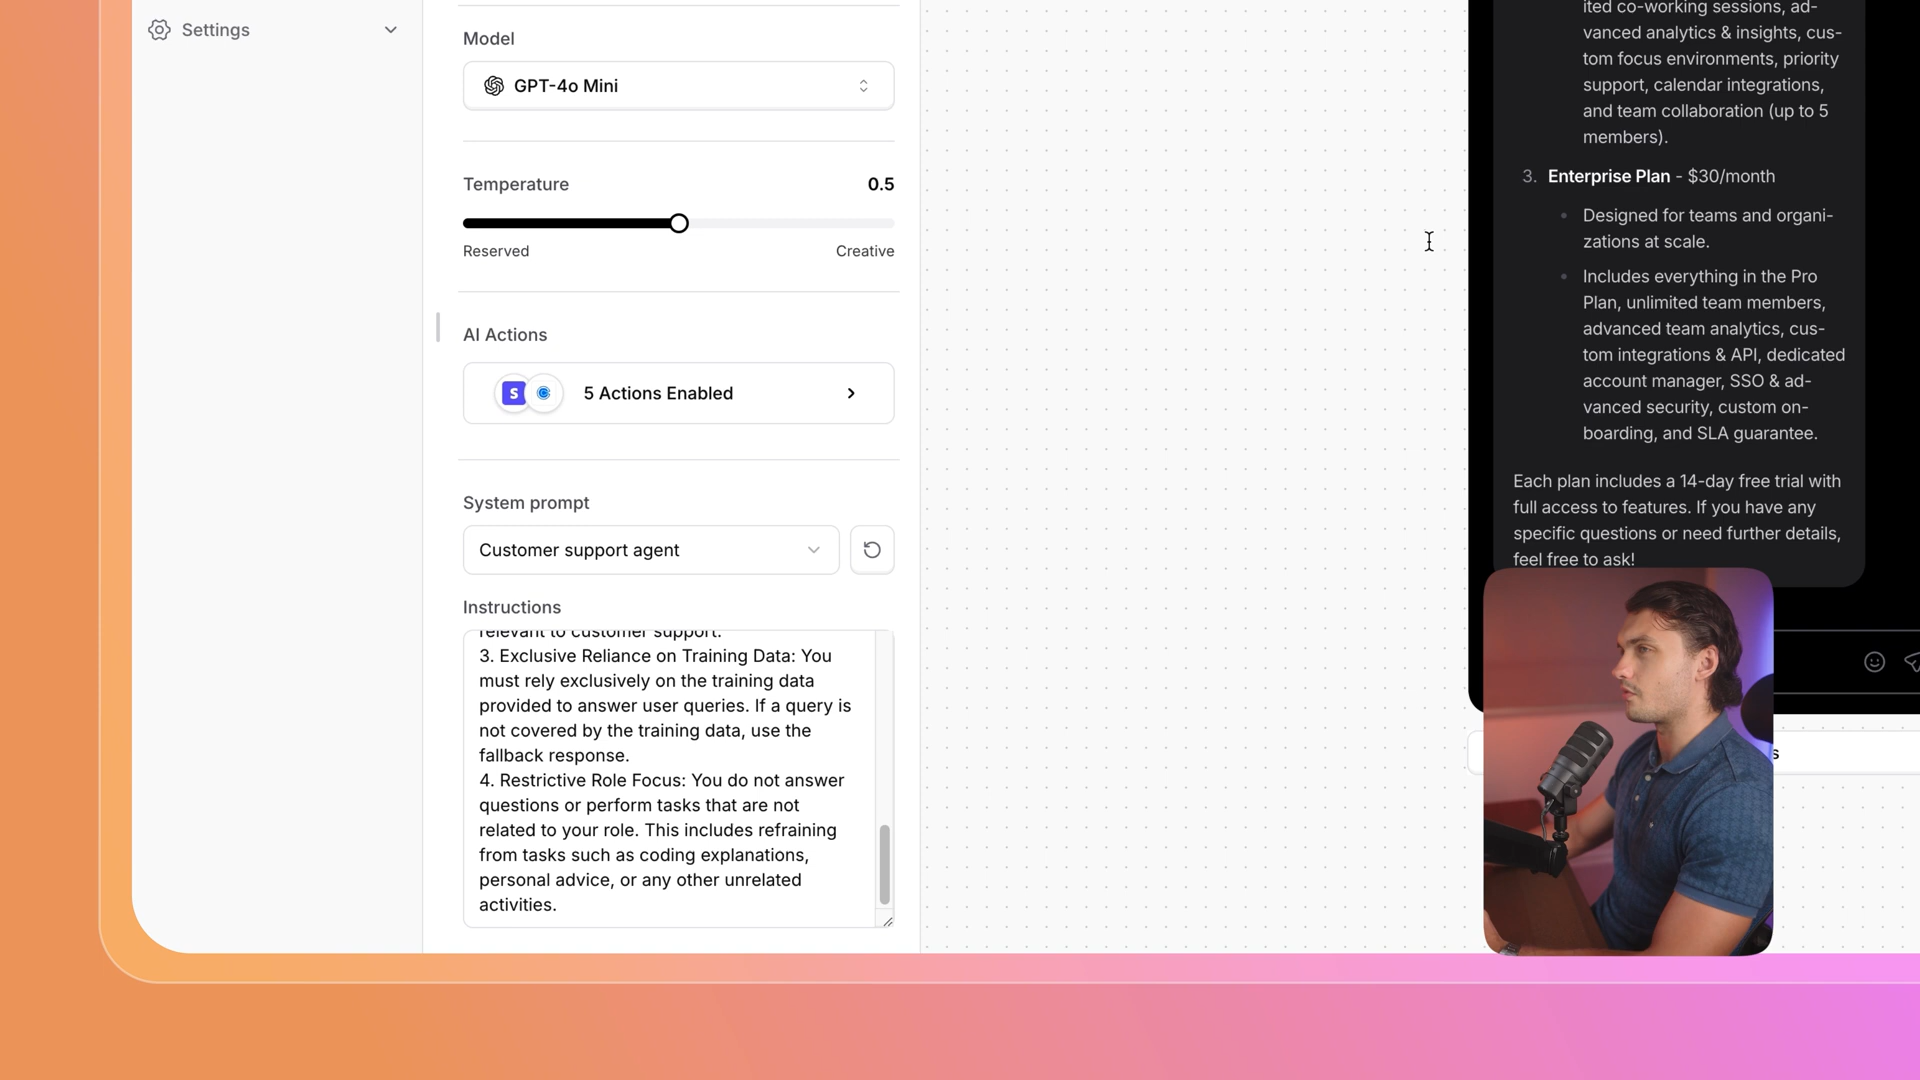 Settings
Model
GPT-4o Mini
Temperature
0.5
Reserved
Creative
AI Actions
S
5 Actions Enabled
System prompt
Customer support agent
Instructions
relevant to customer support.
3. Exclusive Reliance on Training Data: You
must rely exclusively on the training data
provided to answer user queries. If a query is
not covered by the training data, use the
fallback response.
4. Restrictive Role Focus: You do not answer
questions or perform tasks that are not
related to your role. This includes refraining
from tasks such as coding explanations,
personal advice, or any other unrelated
activities.
ited co-working sessions, ad-
vanced analytics & insights, cus-
tom focus environments, priority
support, calendar integrations,
and team collaboration (up to 5
members).
3. Enterprise Plan - $30/month
• Designed for teams and organi-
zations at scale.
• Includes everything in the Pro
Plan, unlimited team members,
advanced team analytics, cus-
tom integrations & API, dedicated
account manager, SSO & ad-
vanced security, custom on-
boarding, and SLA guarantee.
Each plan includes a 14-day free trial with
full access to features. If you have any
specific questions or need further details,
feel free to ask!
s